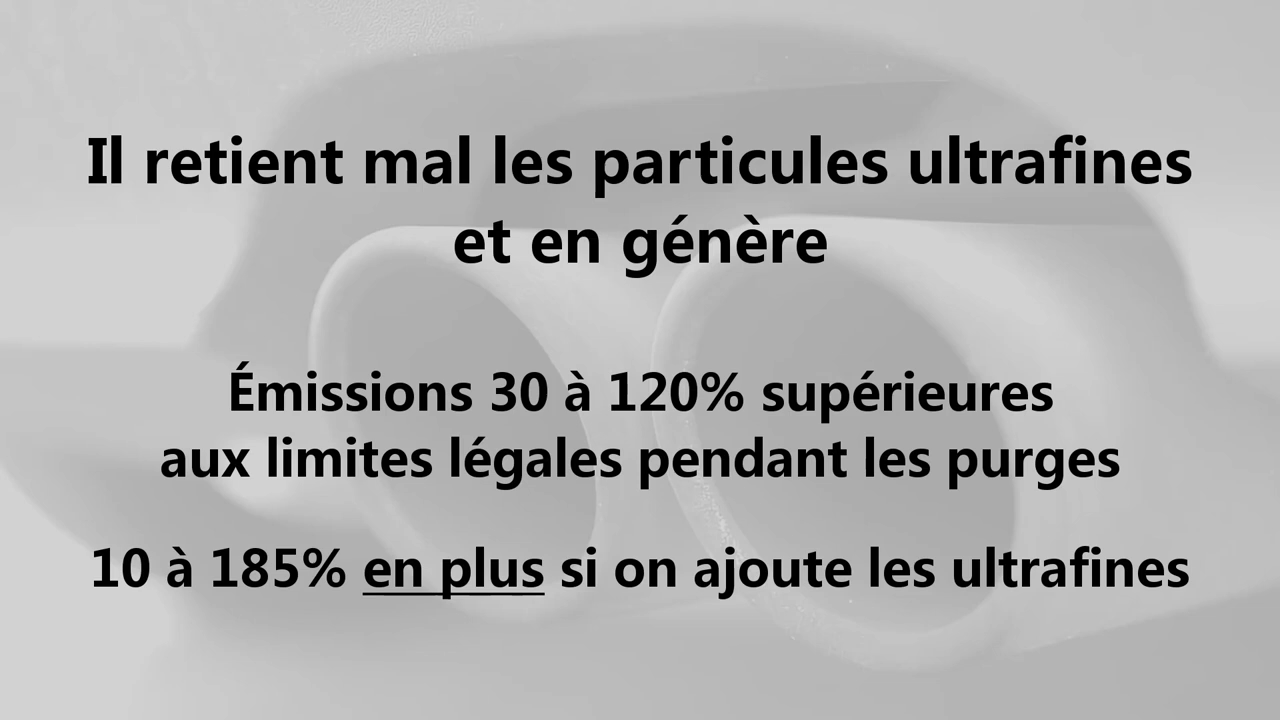 Il retient mal les particules ultrafines
et en génère
Émissions 30 à 120% supérieures
aux limites légales pendant les purges
10 à 185% en plus si on ajoute les ultrafines